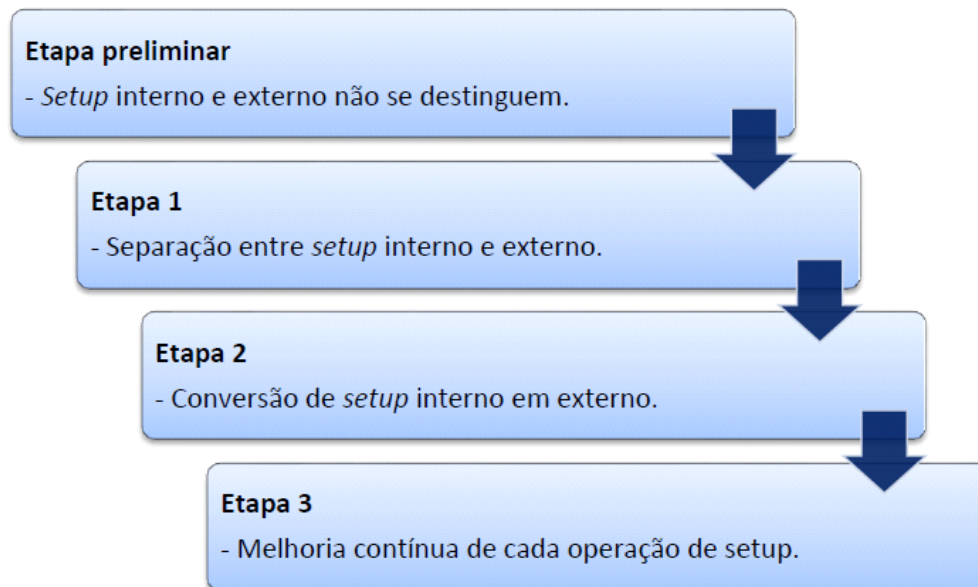 Etapa preliminar
- Setup interno e externo não se destinguem.
Etapa 1
- Separação entre setup interno e externo.
Etapa 2
- Conversão de setup interno em externo.
Etapa 3
- Melhoria contínua de cada operação de setup.